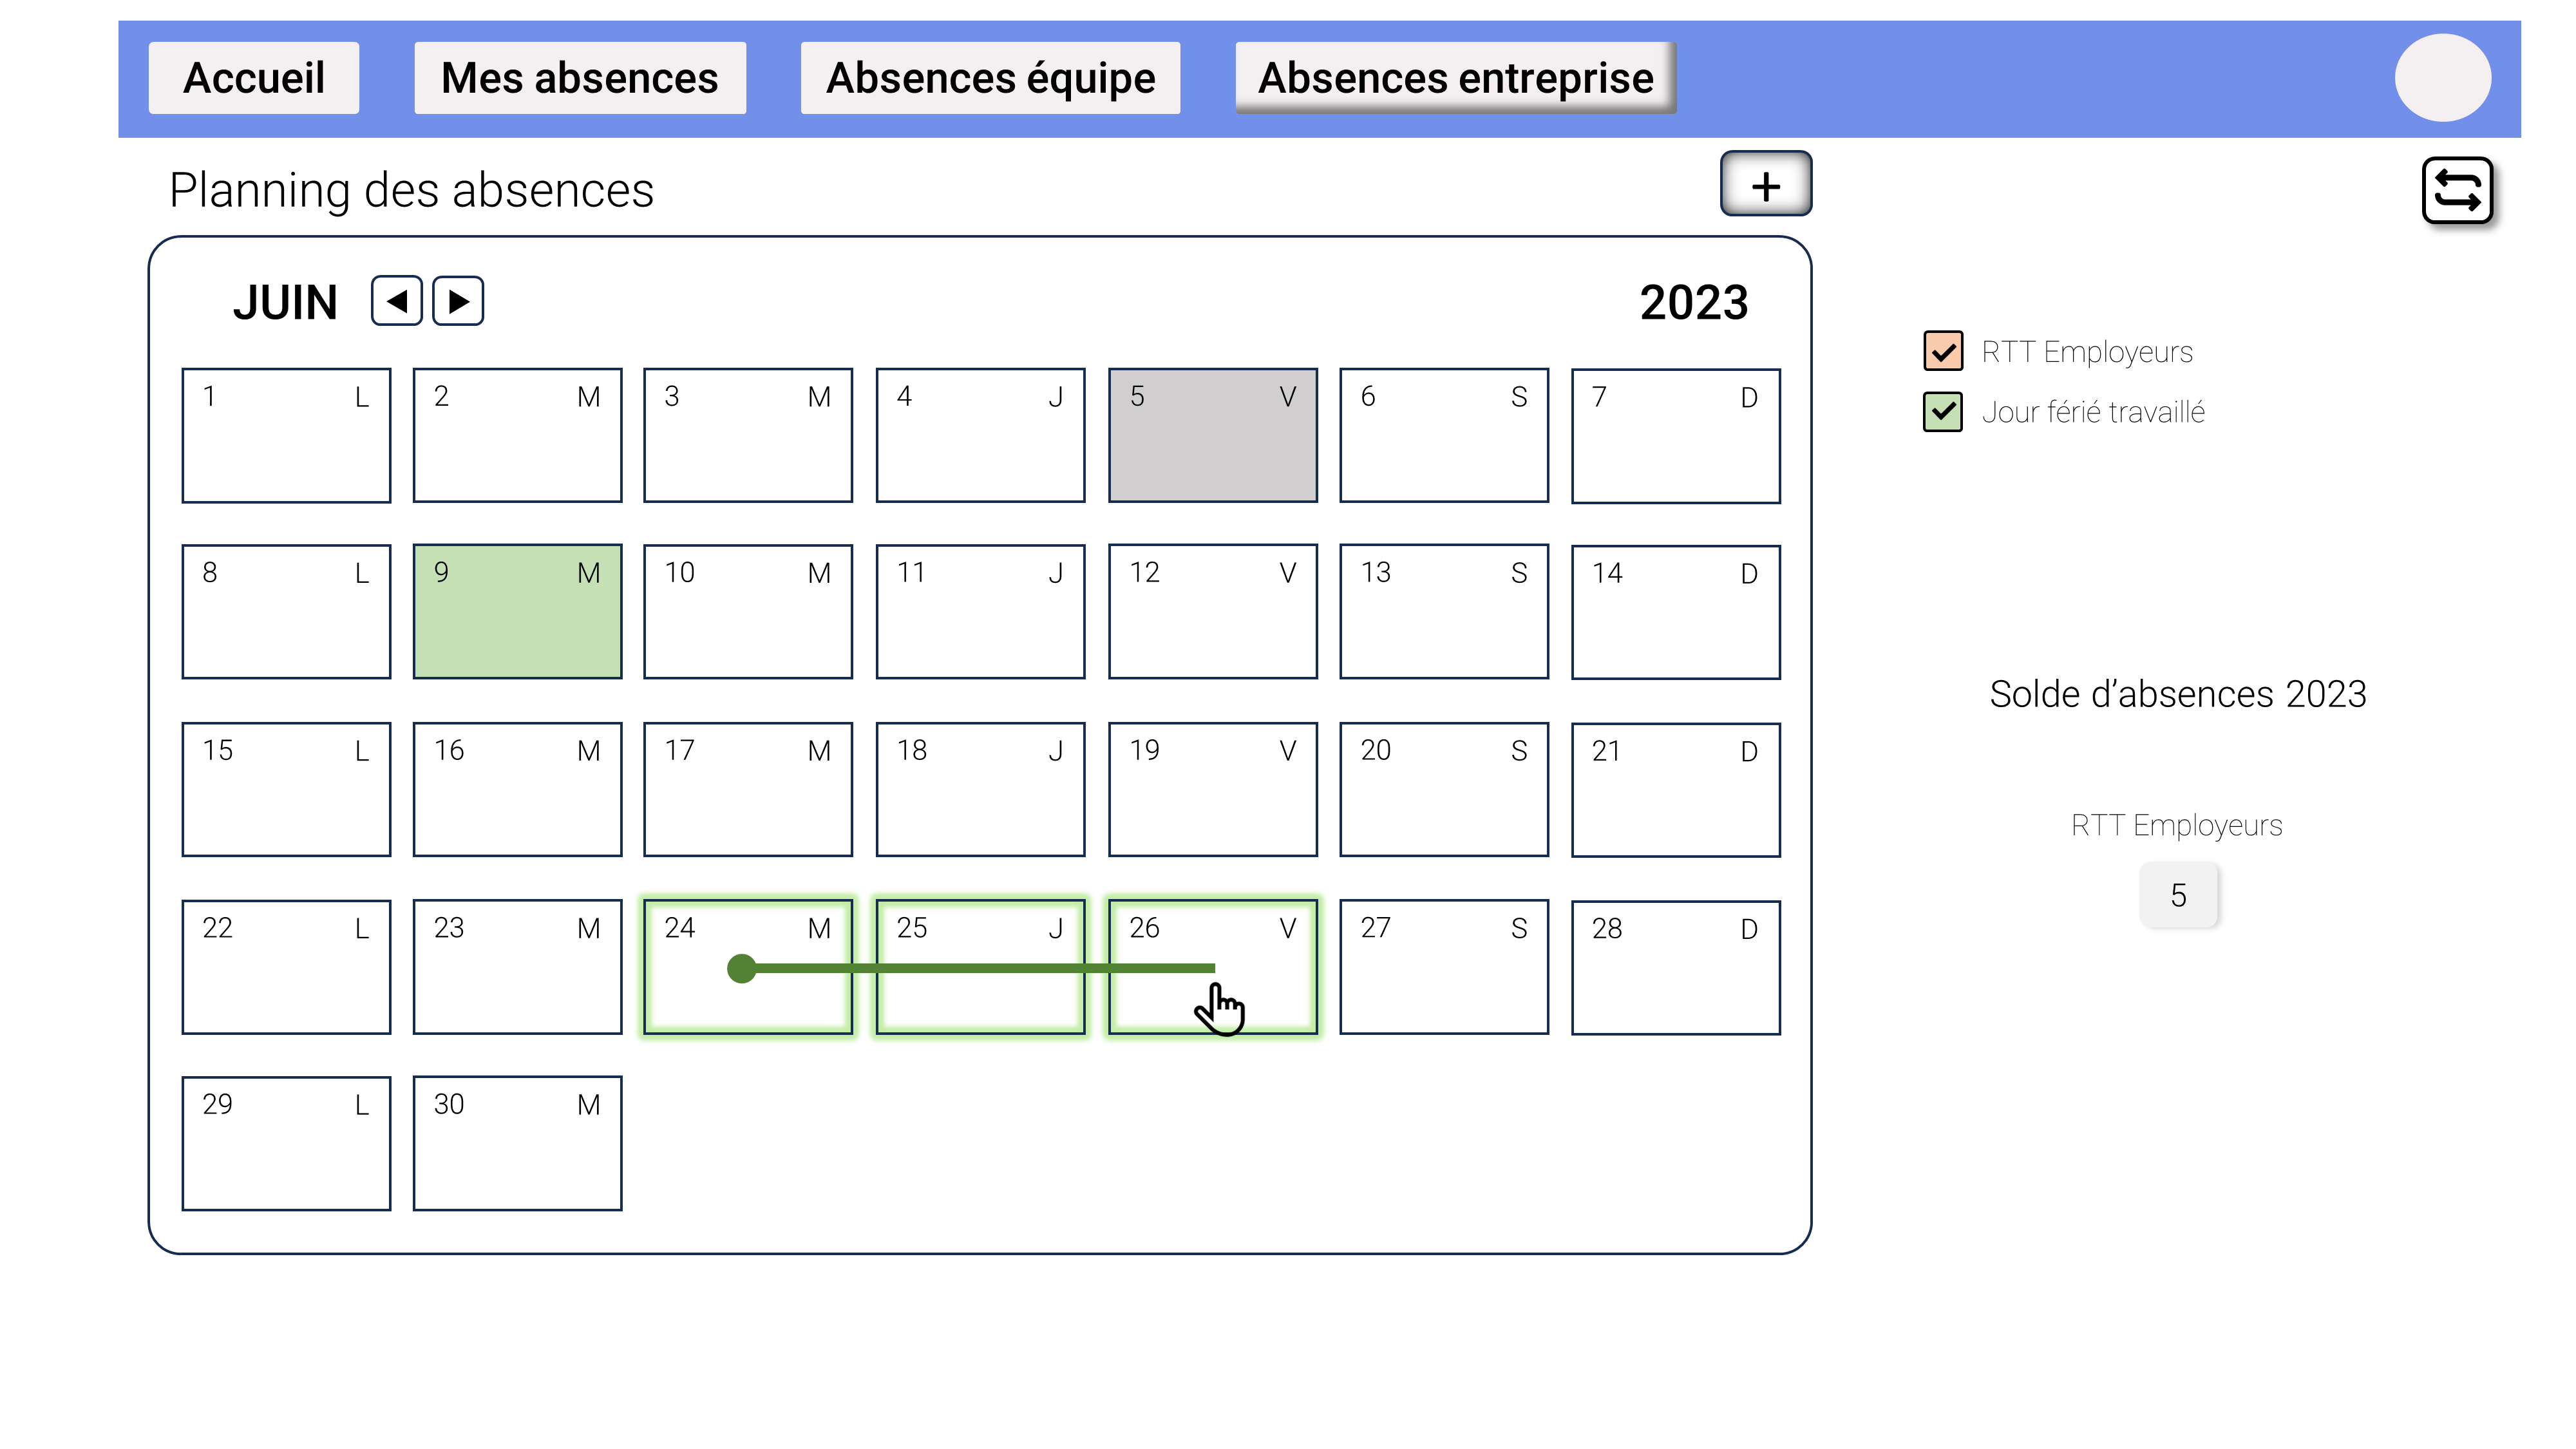 Accueil Mes absences Absences équipe Absences entreprise
Planning des absences +
JUIN 2023
1 L 2 M 3 M 4 J 5 V 6 S 7 D
8 L 9 M 10 M 11 J 12 V 13 S 14 D
15 L 16 M 17 M 18 J 19 V 20 S 21 D
22 L 23 M 24 M 25 J 26 V 27 S 28 D
29 L 30 M
RTT Employeurs
Jour férié travaillé
Solde d’absences 2023
RTT Employeurs
5